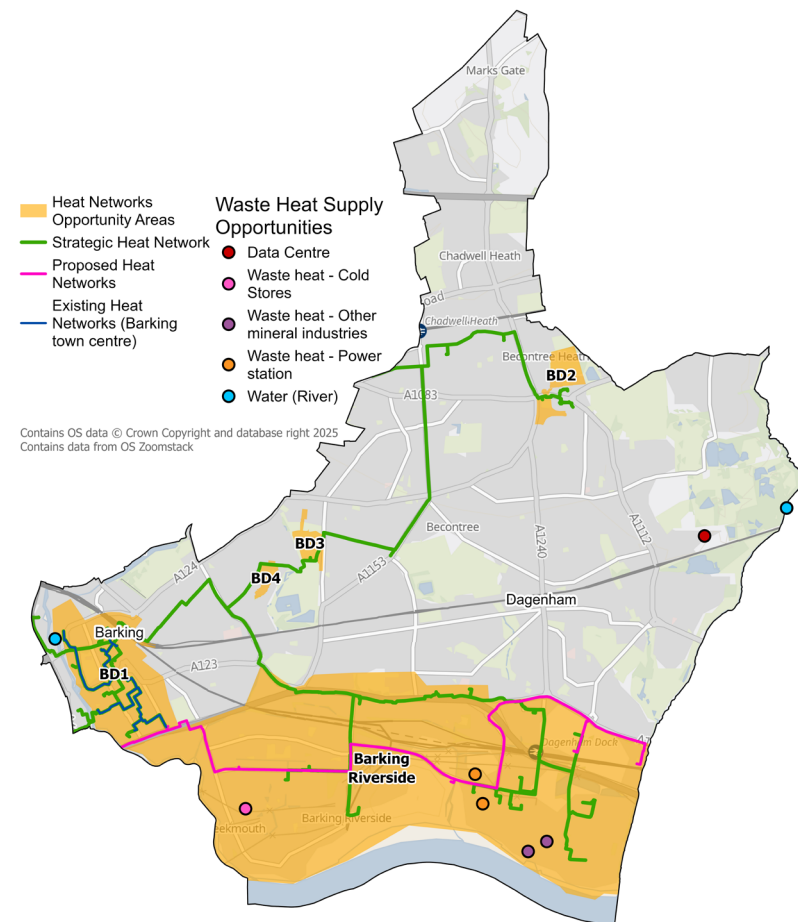 Marks Gate
Heat Networks
Opportunity Areas
Strategic Heat Network
Proposed Heat
Networks
Existing Heat
Networks (Barking
town centre)
Waste Heat Supply
Opportunities
Data Centre
Waste heat - Cold
Stores
Waste heat - Other
mineral industries
Waste heat - Power
station
Water (River)
Contains OS data © Crown Copyright and database right 2025
Contains data from OS Zoomstack
Chadwell Heath
oad
Chadwell Heath
Becontree Heath
BD2
A1083
Becontree
A1240
A1112
BD3
A1153
BD4
A124
Dagenham
Barking
A123
BD1
Dagenham Dock
Barking
Riverside
Barking Riverside
eekmouth